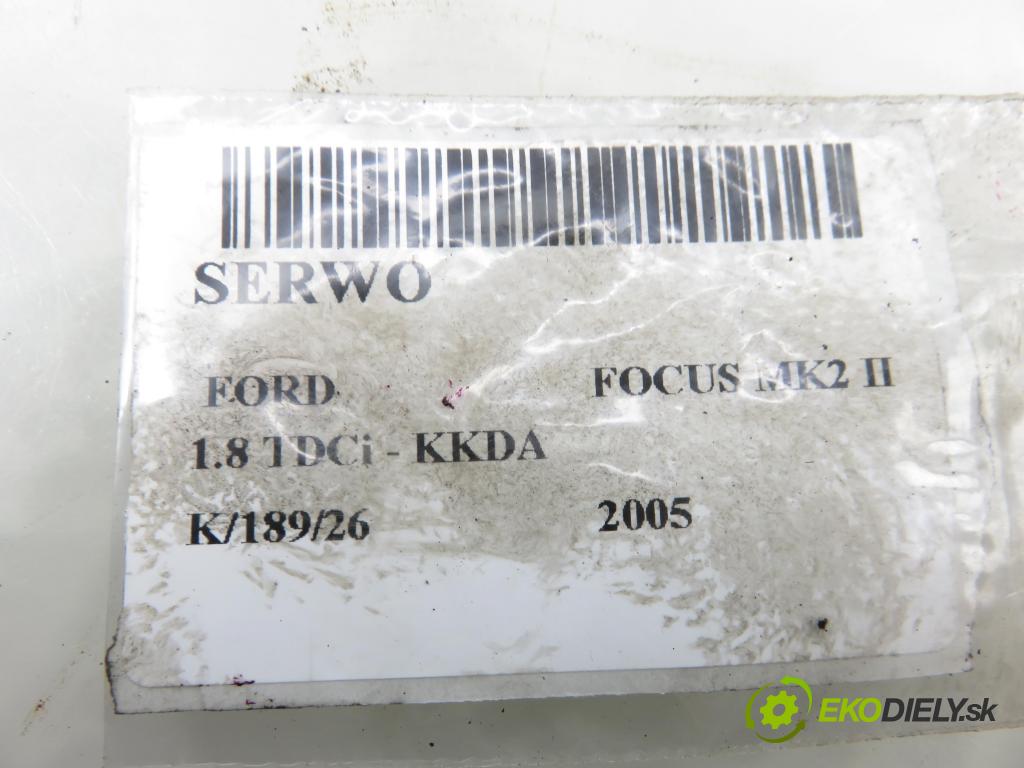 SERWO
FORD FOCUS MK2 II
1.8 TDCi - KKDA
K/189/26 2005
EKODIELY.sk